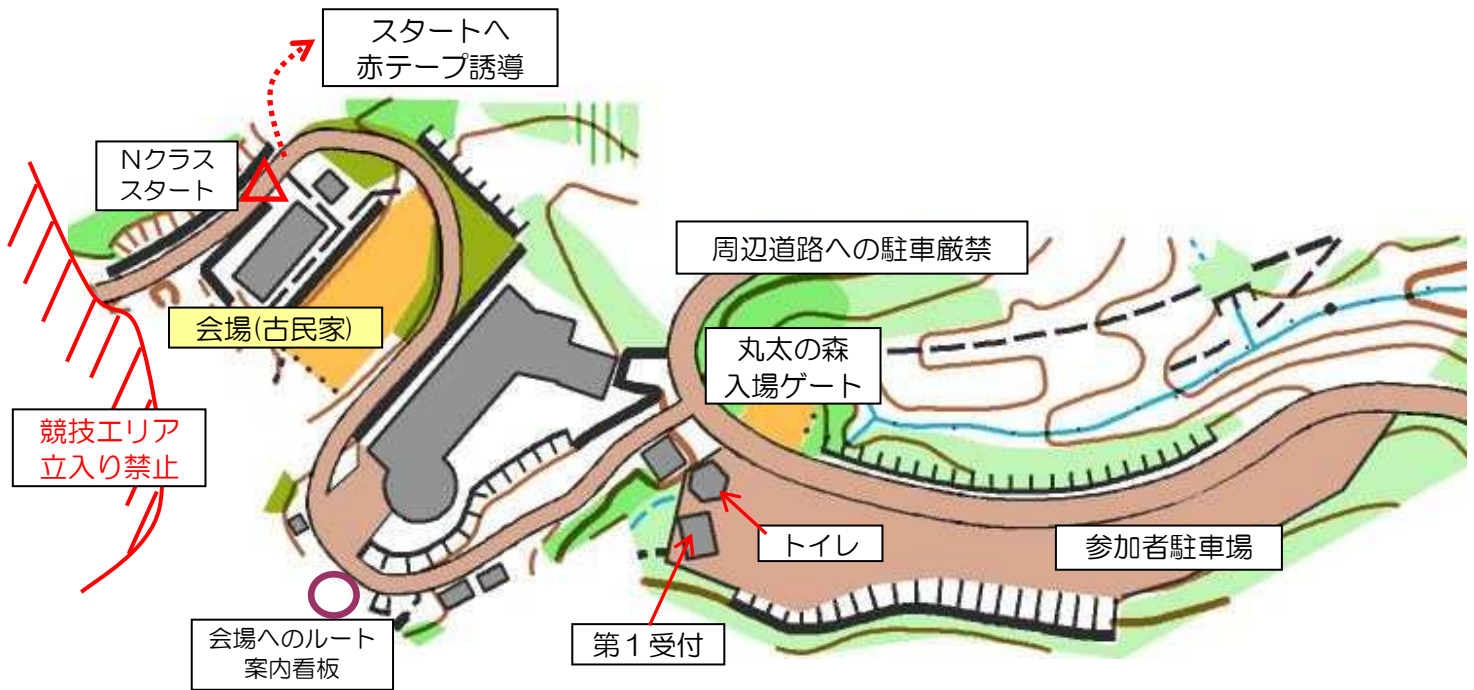 スタートへ
赤テープ誘導
Nクラス
スタート
周辺道路への駐車厳禁
会場(古民家)
丸太の森
入場ゲート
競技エリア
立入り禁止
トイレ
参加者駐車場
会場へのルート
案内看板
第1受付